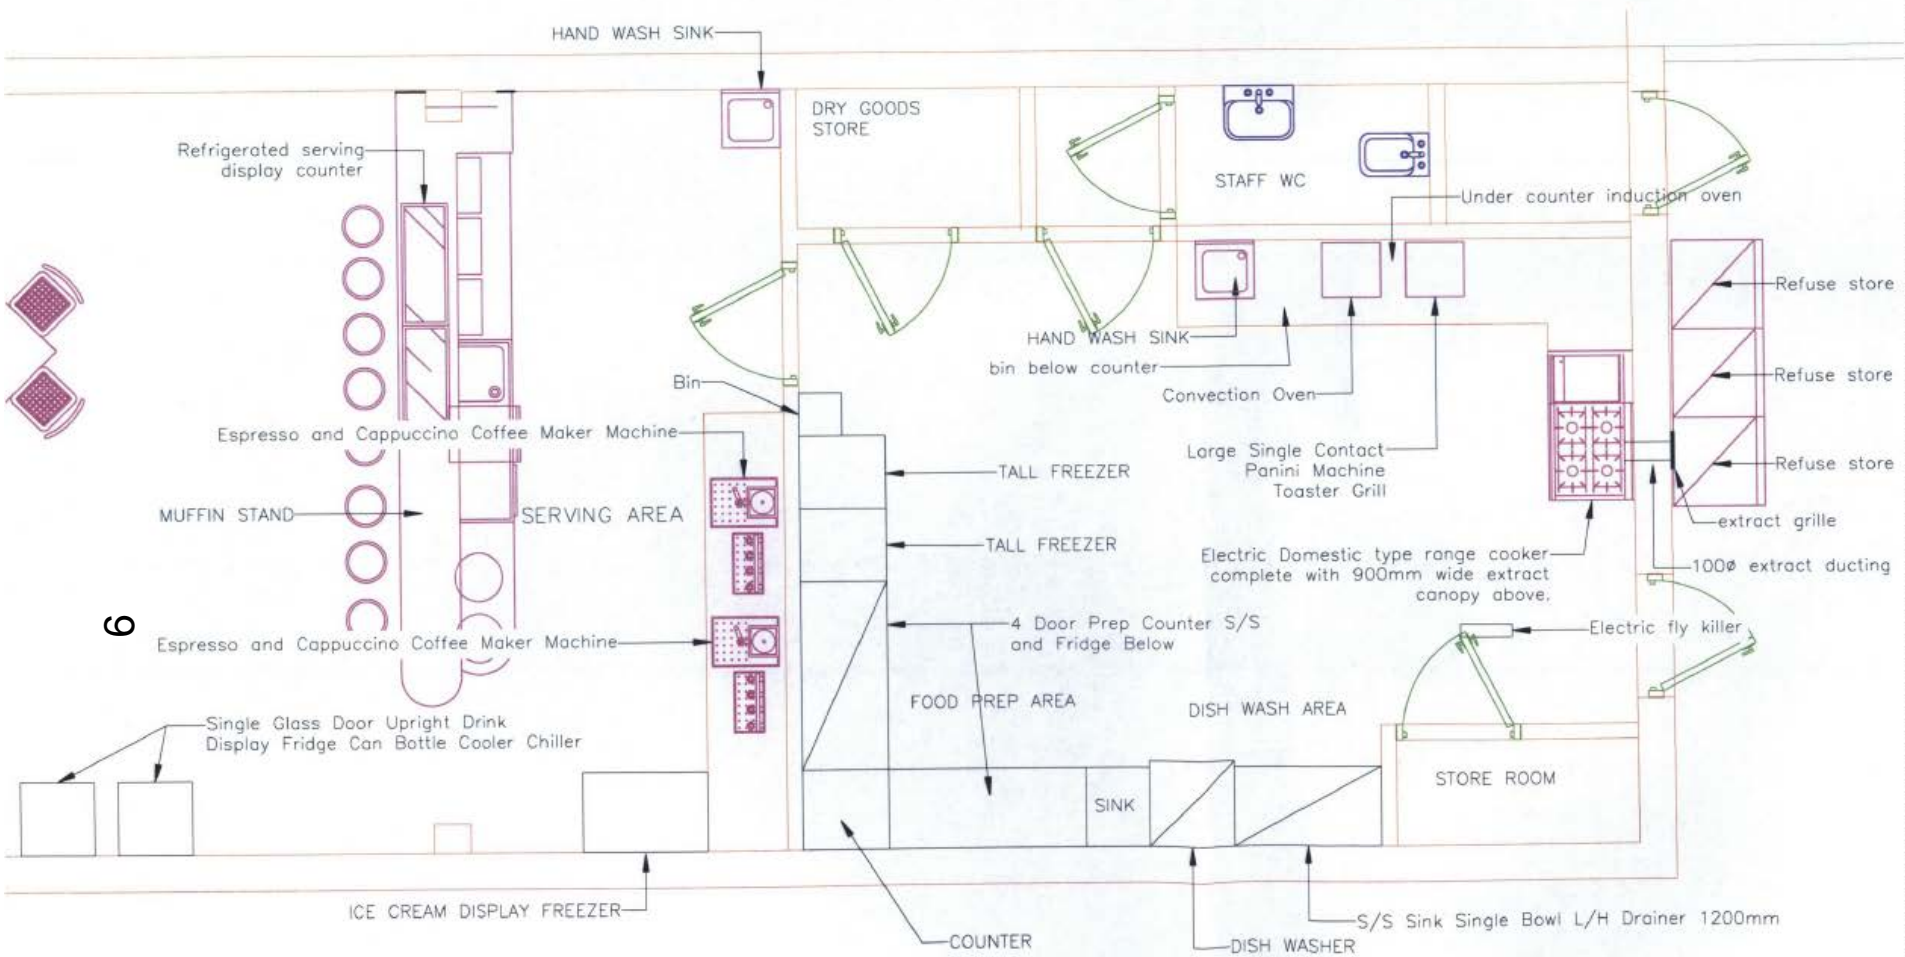 HAND WASH SINK
DRY GOODS
STORE
Refrigerated serving
display counter
STAFF WC
Under counter induction oven
Refuse store
HAND WASH SINK
bin below counter
Refuse store
Bin
Convection Oven
Espresso and Cappuccino Coffee Maker Machine
Large Single Contact
Panini Machine
Toaster Grill
TALL FREEZER
Refuse store
MUFFIN STAND
SERVING AREA
extract grille
TALL FREEZER
Electric Domestic type range cooker
complete with 900mm wide extract
canopy above.
100ø extract ducting
6
Espresso and Cappuccino Coffee Maker Machine
4 Door Prep Counter S/S
and Fridge Below
Electric fly killer
FOOD PREP AREA
DISH WASH AREA
Single Glass Door Upright Drink
Display Fridge Can Bottle Cooler Chiller
STORE ROOM
SINK
ICE CREAM DISPLAY FREEZER
S/S Sink Single Bowl L/H Drainer 1200mm
COUNTER
DISH WASHER